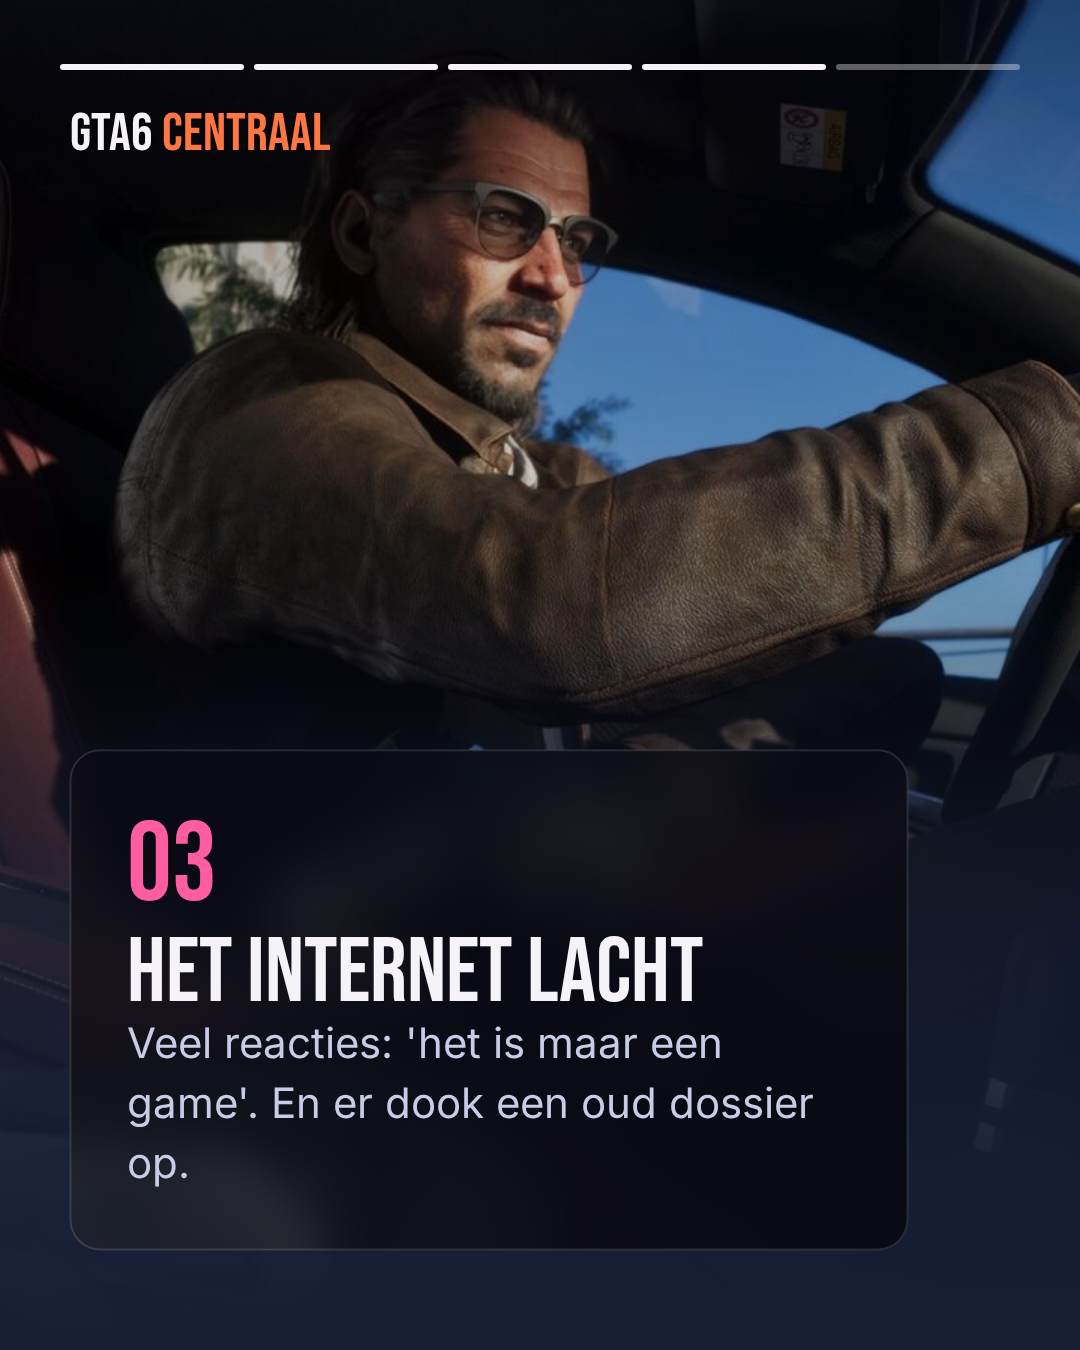 GTA6 CENTRAAL
03
HET INTERNET LACHT
Veel reacties: 'het is maar een
game'. En er dook een oud dossier
op.